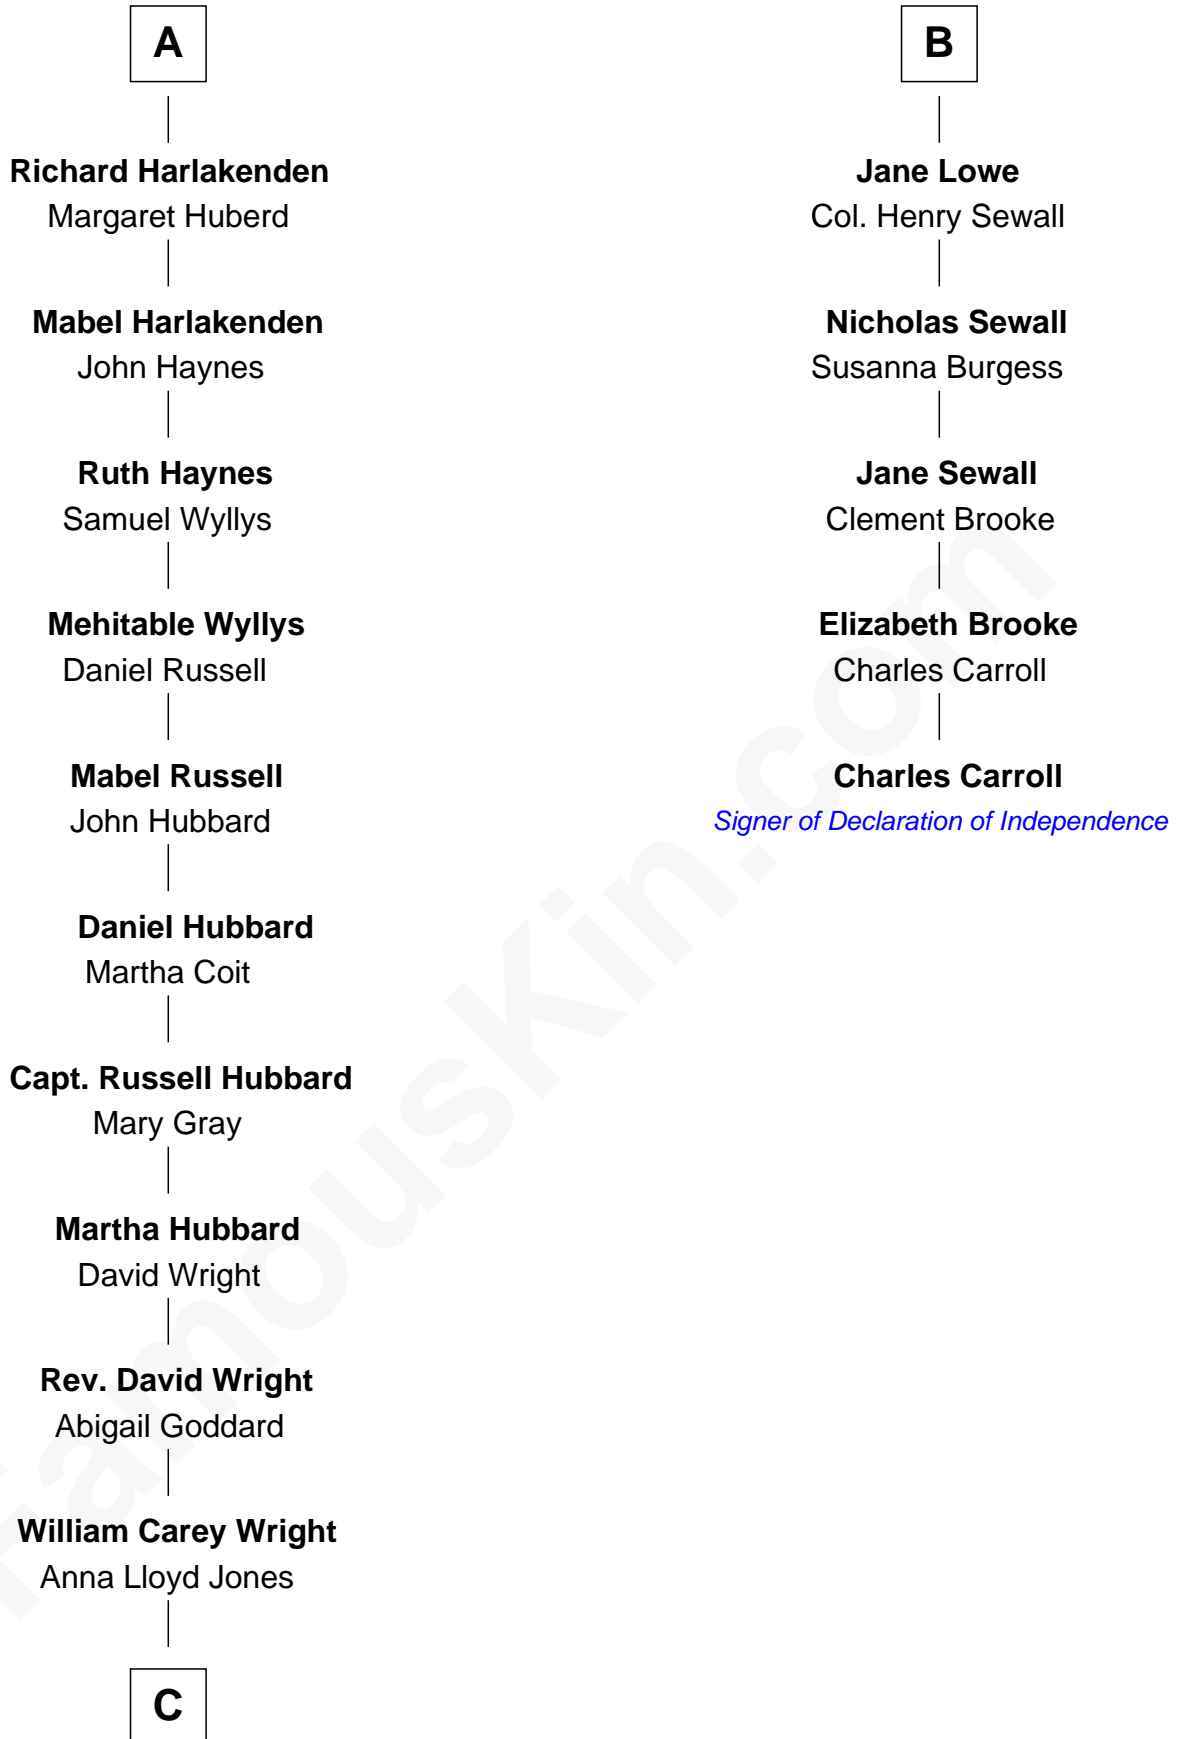 A
Richard Harlakenden
Margaret Huberd
Mabel Harlakenden
John Haynes
Ruth Haynes
Samuel Wyllys
Mehitable Wyllys
Daniel Russell
Mabel Russell
John Hubbard
Daniel Hubbard
Martha Coit
Capt. Russell Hubbard
Mary Gray
Martha Hubbard
David Wright
Rev. David Wright
Abigail Goddard
William Carey Wright
Anna Lloyd Jones
C
B
Jane Lowe
Col. Henry Sewall
Nicholas Sewall
Susanna Burgess
Jane Sewall
Clement Brooke
Elizabeth Brooke
Charles Carroll
Charles Carroll
Signer of Declaration of Independence
FamousKin.com